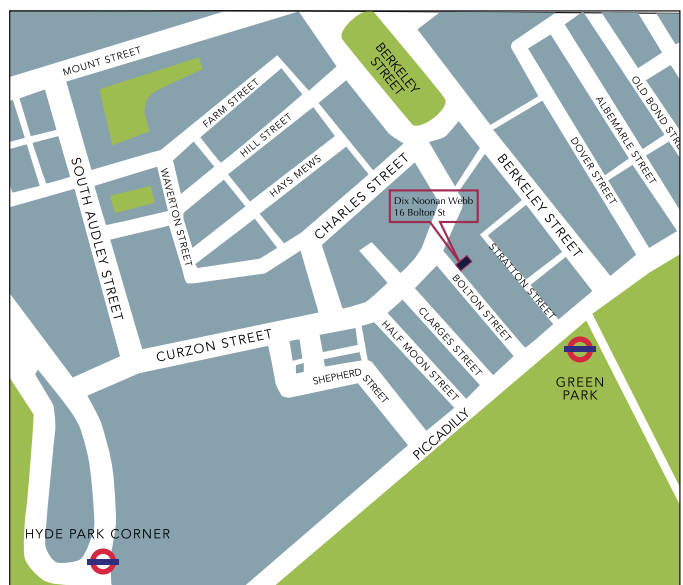 MOUNT STREET
BERKELEY
STREET
OLD BOND STRE
FARM STREET
ALBEMARLE STREET
HILL STREET
DOVER STREET
HAYS MEWS
SOUTH AUDLEY STREET
WAVERTON STREET
CHARLES STREET
BERKELEY STREET
Dix Noonan Webb
16 Bolton St
STRATTON STREET
BOLTON STREET
CLARGES STREET
HALF MOON STREET
CURZON STREET
SHEPHERD
STREET
GREEN
PARK
PICCADILLY
HYDE PARK CORNER